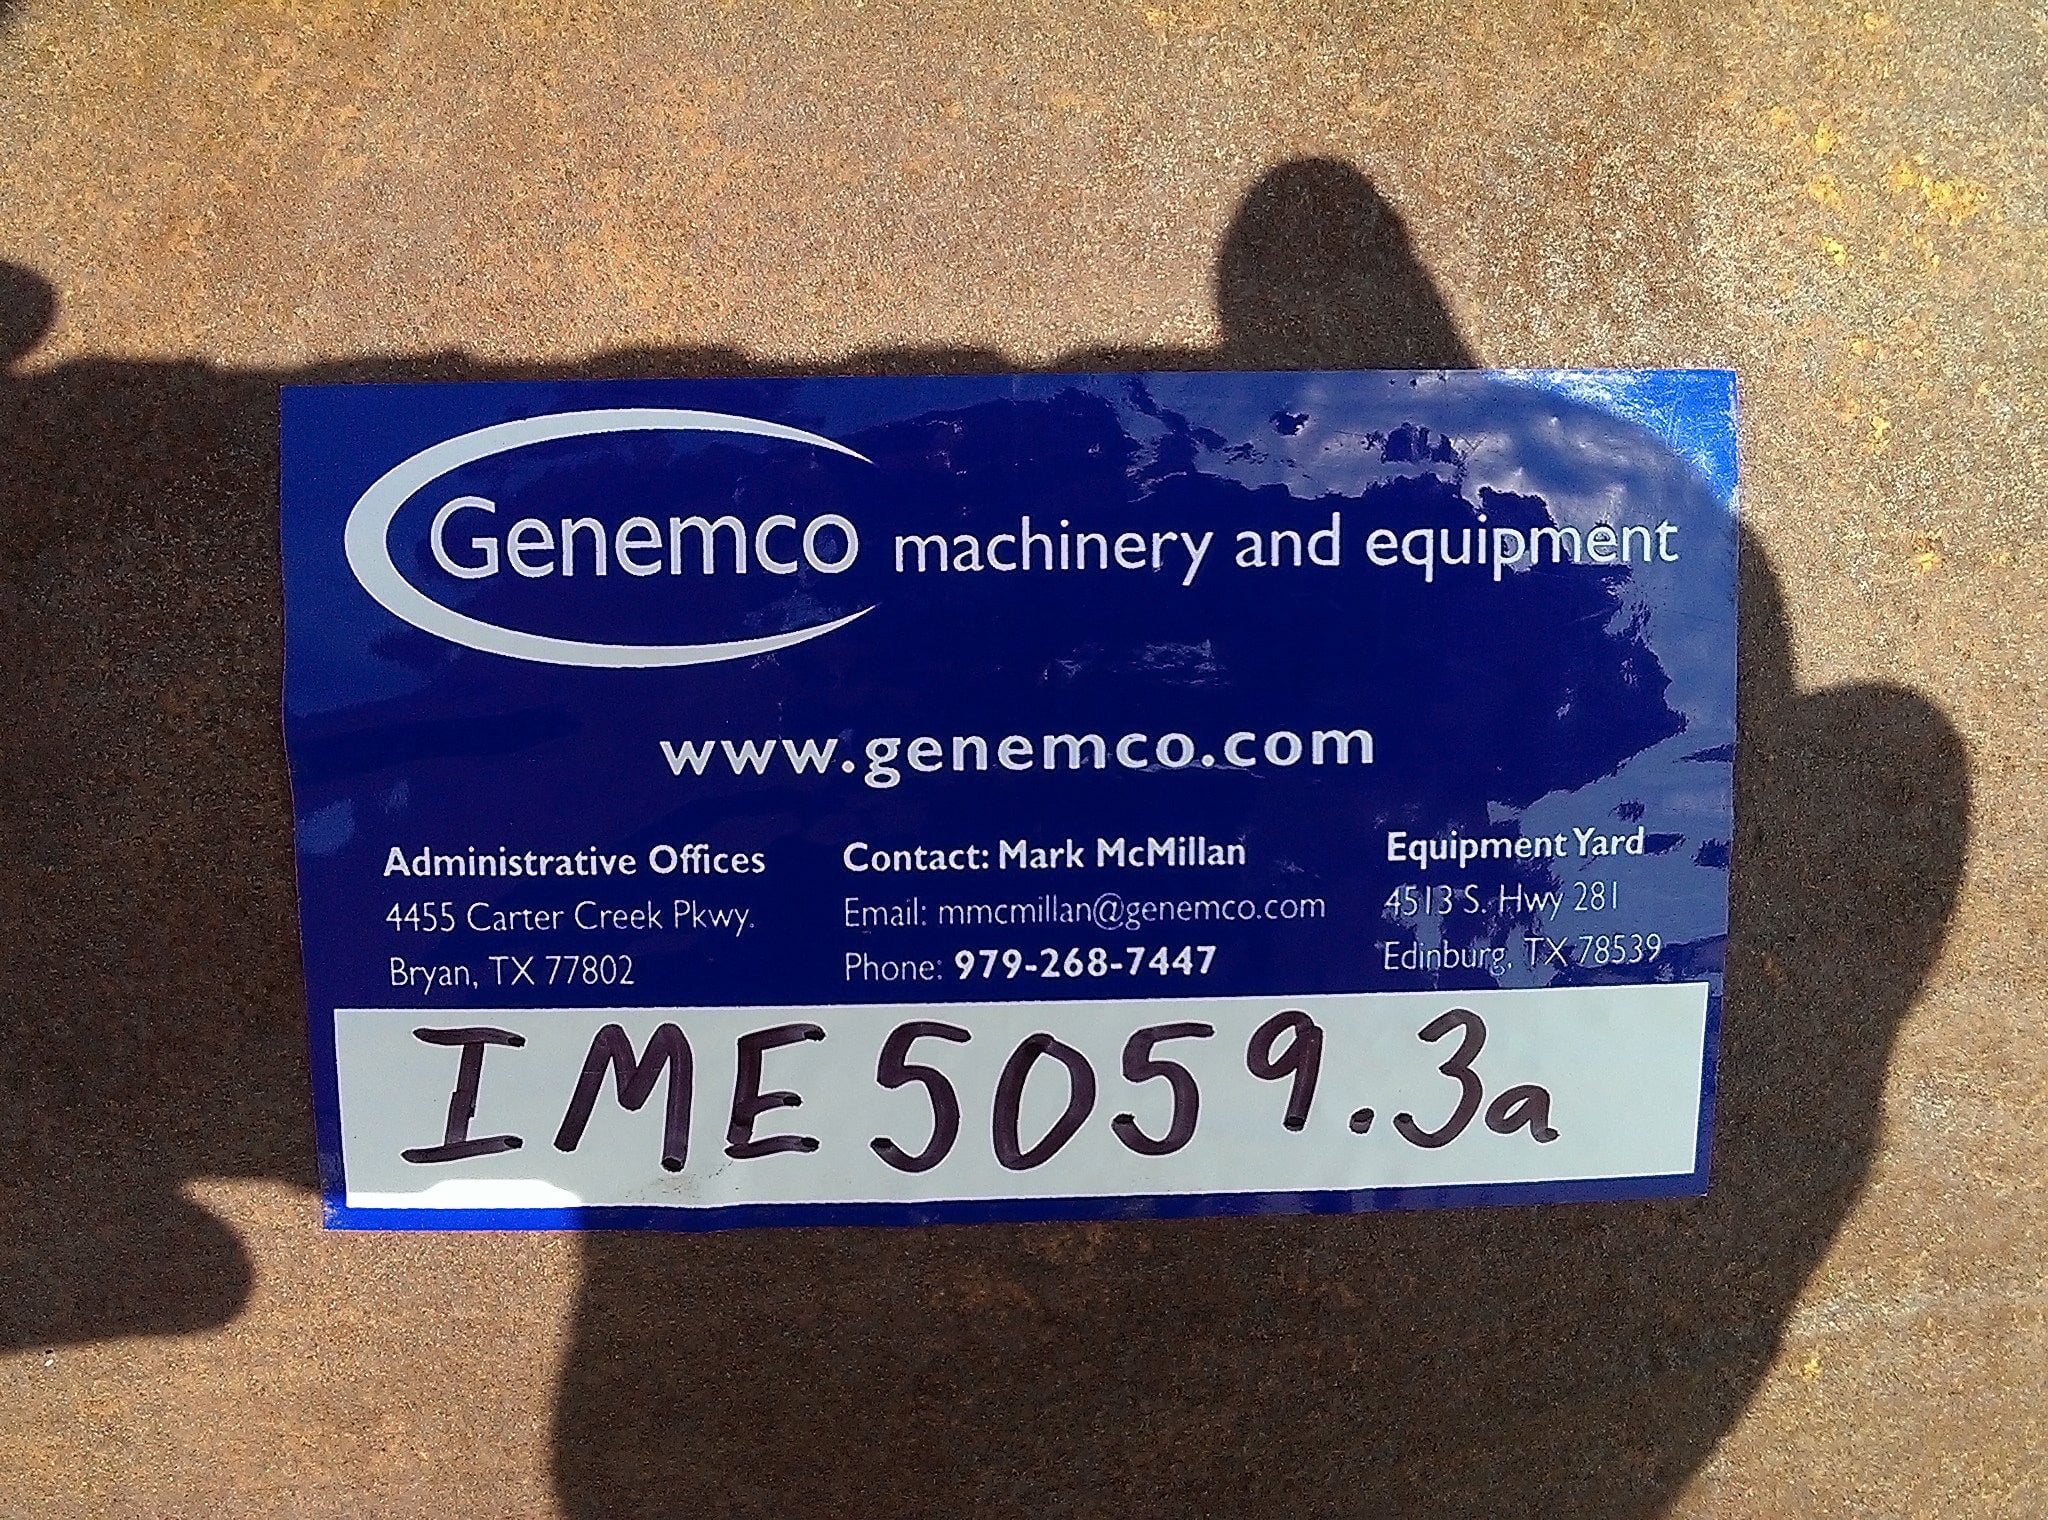 Genemco machinery and equipment
www.genemco.com
Administrative Offices
4455 Carter Creek Pkwy.
Bryan, TX 77802
Contact: Mark McMillan
Email: mmcmillan@genemco.com
Phone: 979-268-7447
Equipment Yard
4513 S. Hwy 281
Edinburg, TX 78539
IME5059.3a